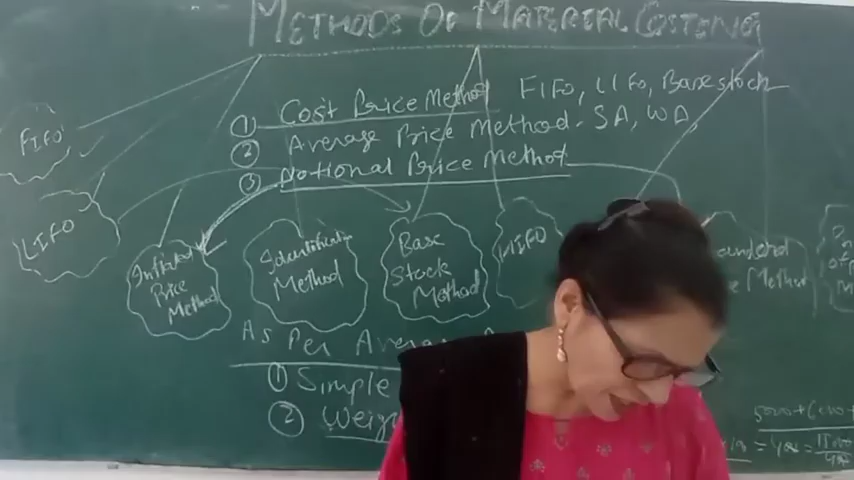 METHODS OF MATERIAL COSTING
① Cost Price Method FIFO, LIFO, Base stock
② Average Price Method - SA, WA
③ Notional Price Method
FIFO
LIFO
Inflated
Price
Method
Identification
Method
Base
Stock
Method
HIFO
Method
As Per Average
① Simple
② Weig